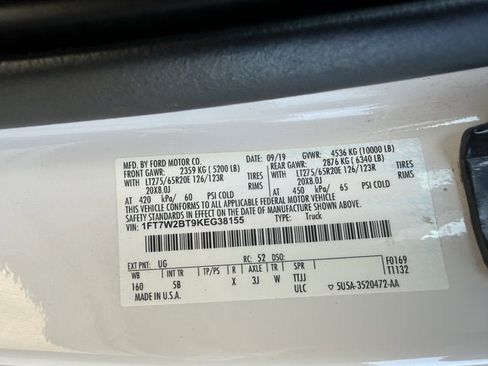 MFD. BY FORD MOTOR CO. 09/19 GVWR: 4536 KG (10000 LB)
FRONT GAWR: 2359 KG (5200 LB) REAR GAWR: 2876 KG (6340 LB)
WITH LT275/65R20E 126/123R TIRES WITH LT275/65R20E 126/123R TIRES
20X8.0J RIMS 20X8.0J RIMS
AT 420 kPa/ 60 PSI COLD AT 450 kPa/ 65 PSI COLD
THIS VEHICLE CONFORMS TO ALL APPLICABLE FEDERAL MOTOR VEHICLE
SAFETY AND THEFT PREVENTION STANDARDS IN EFFECT ON THE DATE OF
MANUFACTURE SHOWN ABOVE.
VIN: 1FT7W2BT9KEG38155 TYPE: Truck
EXT PNT: UG RC: 52 DSO: F0169
WB INT TR TP/PS R AXLE TR SPR T1132
160 5B X 3J W TTJJ
MADE IN U.S.A. ULC ▽ 5U5A-3520472-AA